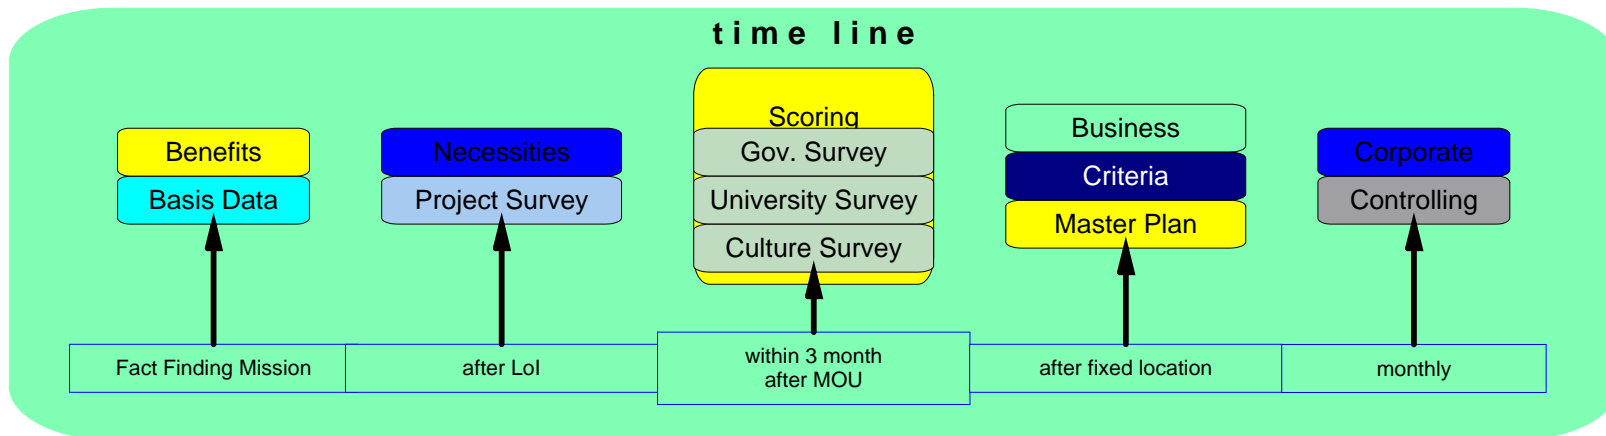 time line
Benefits
Basis Data
Necessities
Project Survey
Scoring
Gov. Survey
University Survey
Culture Survey
Business
Criteria
Master Plan
Corporate
Controlling
Fact Finding Mission
after LoI
within 3 month
after MOU
after fixed location
monthly